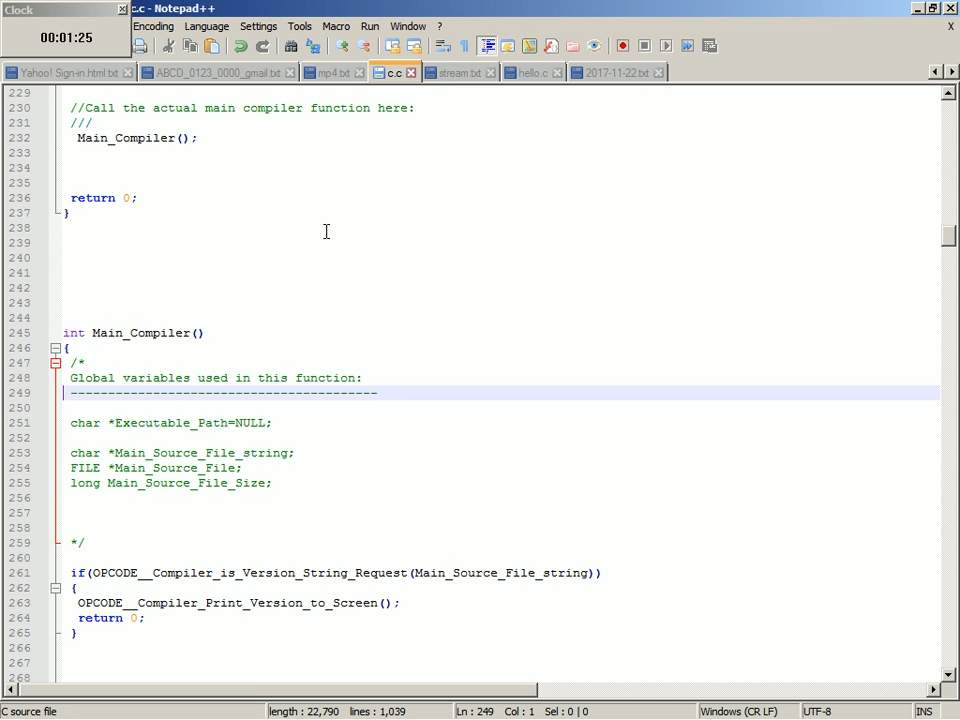 Clock
c.c - Notepad++
00:01:25
Encoding Language Settings Tools Macro Run Window ?
X
Yahoo! Sign-in.html.txt ABCD_0123_0000_gmail.txt mp4.txt c.c stream.txt hello.c 2017-11-22.txt
229
230 //Call the actual main compiler function here:
231 ///
232 Main_Compiler();
233
234
235
236 return 0;
237 }
238
239
240
241
242
243
244
245 int Main_Compiler()
246 {
247 /*
248 Global variables used in this function:
249 -----------------------------------------
250
251 char *Executable_Path=NULL;
252
253 char *Main_Source_File_string;
254 FILE *Main_Source_File;
255 long Main_Source_File_Size;
256
257
258
259 */
260
261 if(OPCODE__Compiler_is_Version_String_Request(Main_Source_File_string))
262 {
263 OPCODE__Compiler_Print_Version_to_Screen();
264 return 0;
265 }
266
267
268
C source file length : 22,790 lines : 1,039 Ln : 249 Col : 1 Sel : 0 | 0 Windows (CR LF) UTF-8 INS